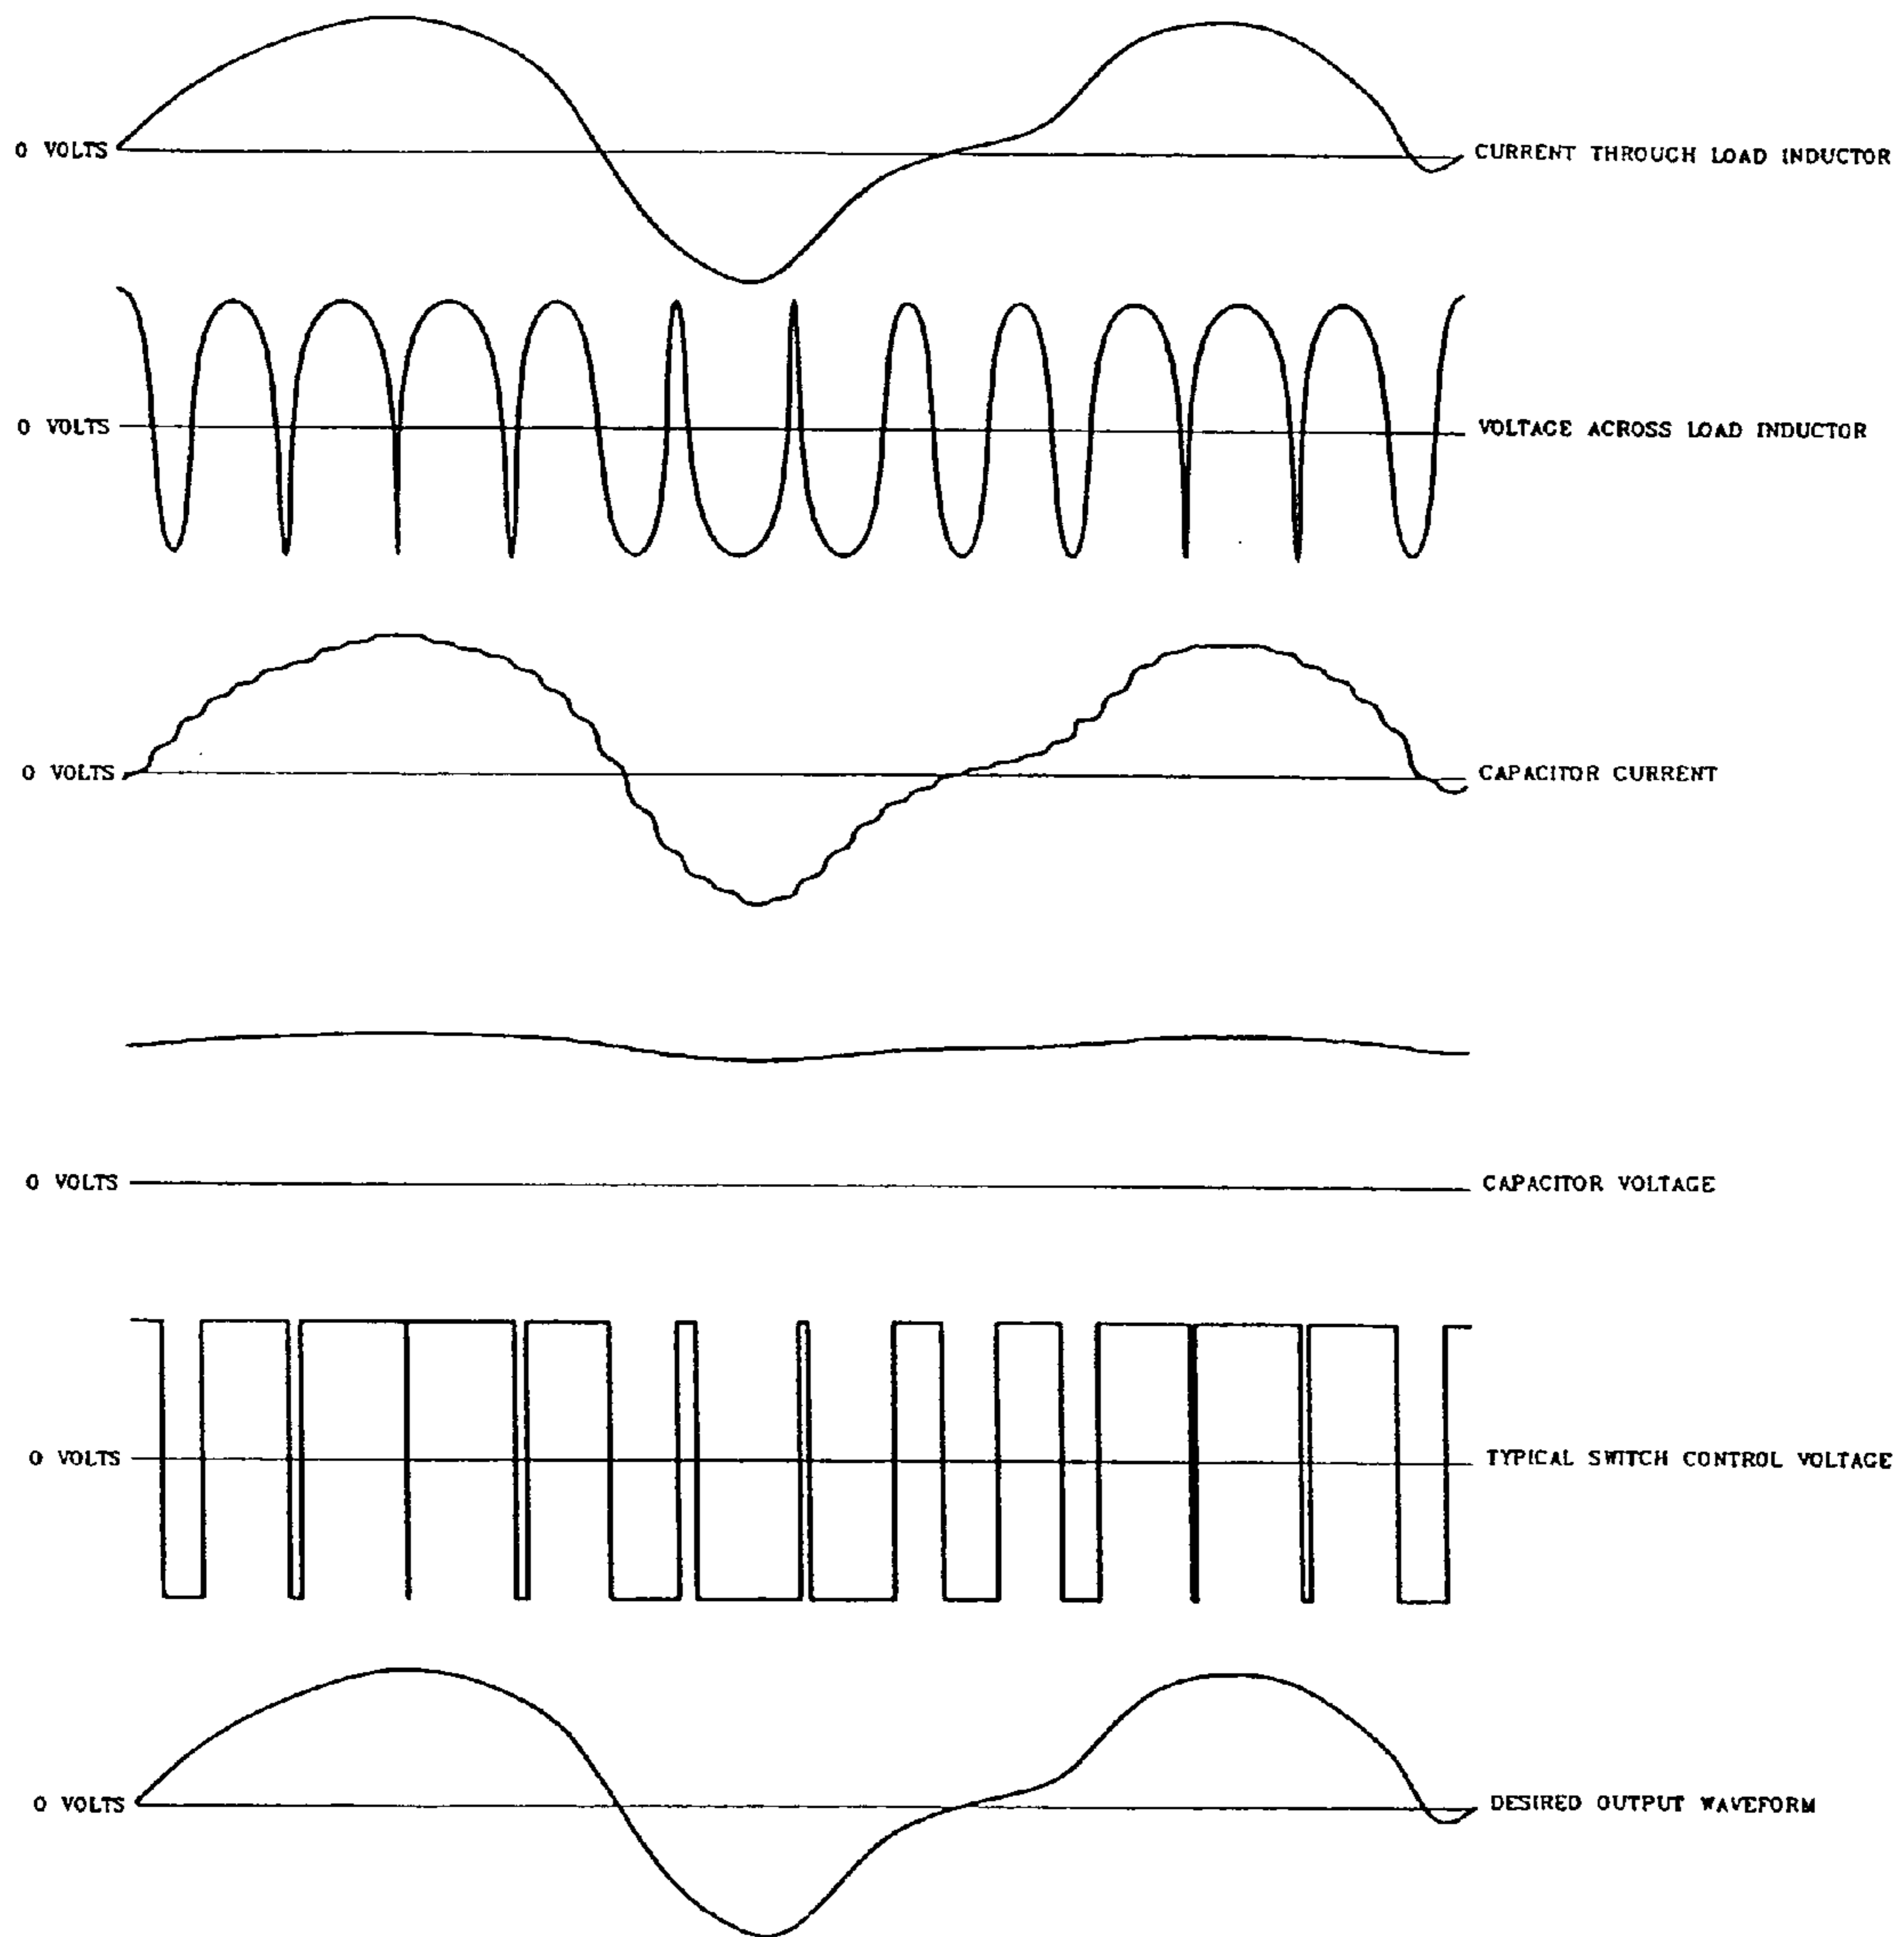 0 VOLTS
CURRENT THROUGH LOAD INDUCTOR
0 VOLTS
VOLTAGE ACROSS LOAD INDUCTOR
0 VOLTS
CAPACITOR CURRENT
0 VOLTS
CAPACITOR VOLTAGE
0 VOLTS
TYPICAL SWITCH CONTROL VOLTAGE
0 VOLTS
DESIRED OUTPUT WAVEFORM